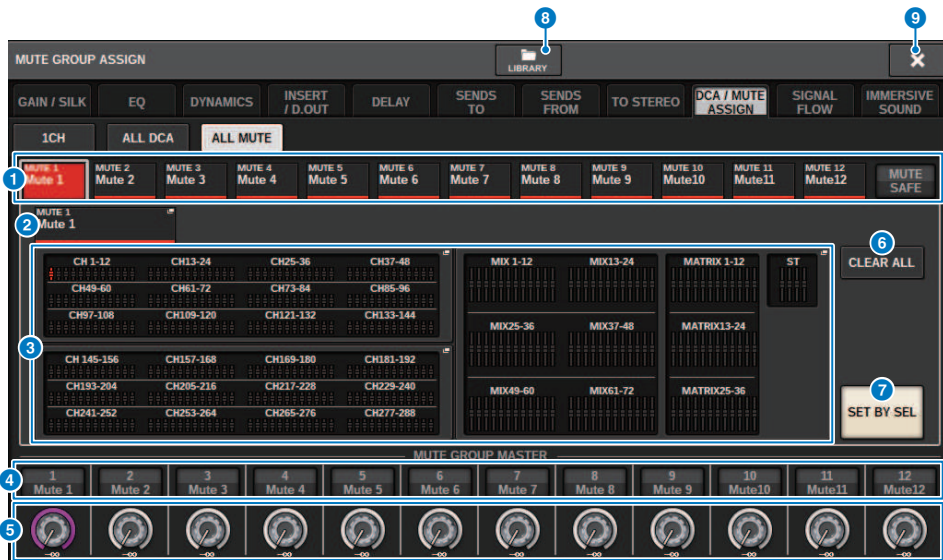 8
9
MUTE GROUP ASSIGN
LIBRARY
GAIN / SILK
EQ
DYNAMICS
INSERT
/ D.OUT
DELAY
SENDS
TO
SENDS
FROM
TO STEREO
DCA / MUTE
ASSIGN
SIGNAL
FLOW
IMMERSIVE
SOUND
1CH
ALL DCA
ALL MUTE
1
MUTE 1
Mute 1
MUTE 2
Mute 2
MUTE 3
Mute 3
MUTE 4
Mute 4
MUTE 5
Mute 5
MUTE 6
Mute 6
MUTE 7
Mute 7
MUTE 8
Mute 8
MUTE 9
Mute 9
MUTE 10
Mute10
MUTE 11
Mute11
MUTE 12
Mute12
MUTE
SAFE
2
MUTE 1
Mute 1
3
CH 1-12
CH13-24
CH25-36
CH37-48
CH49-60
CH61-72
CH73-84
CH85-96
CH97-108
CH109-120
CH121-132
CH133-144
CH 145-156
CH157-168
CH169-180
CH181-192
CH193-204
CH205-216
CH217-228
CH229-240
CH241-252
CH253-264
CH265-276
CH277-288
MIX 1-12
MIX13-24
MIX25-36
MIX37-48
MIX49-60
MIX61-72
MATRIX 1-12
MATRIX13-24
MATRIX25-36
ST
6
CLEAR ALL
7
SET BY SEL
MUTE GROUP MASTER
4
1
Mute 1
2
Mute 2
3
Mute 3
4
Mute 4
5
Mute 5
6
Mute 6
7
Mute 7
8
Mute 8
9
Mute 9
10
Mute10
11
Mute11
12
Mute12
5
-∞
-∞
-∞
-∞
-∞
-∞
-∞
-∞
-∞
-∞
-∞
-∞